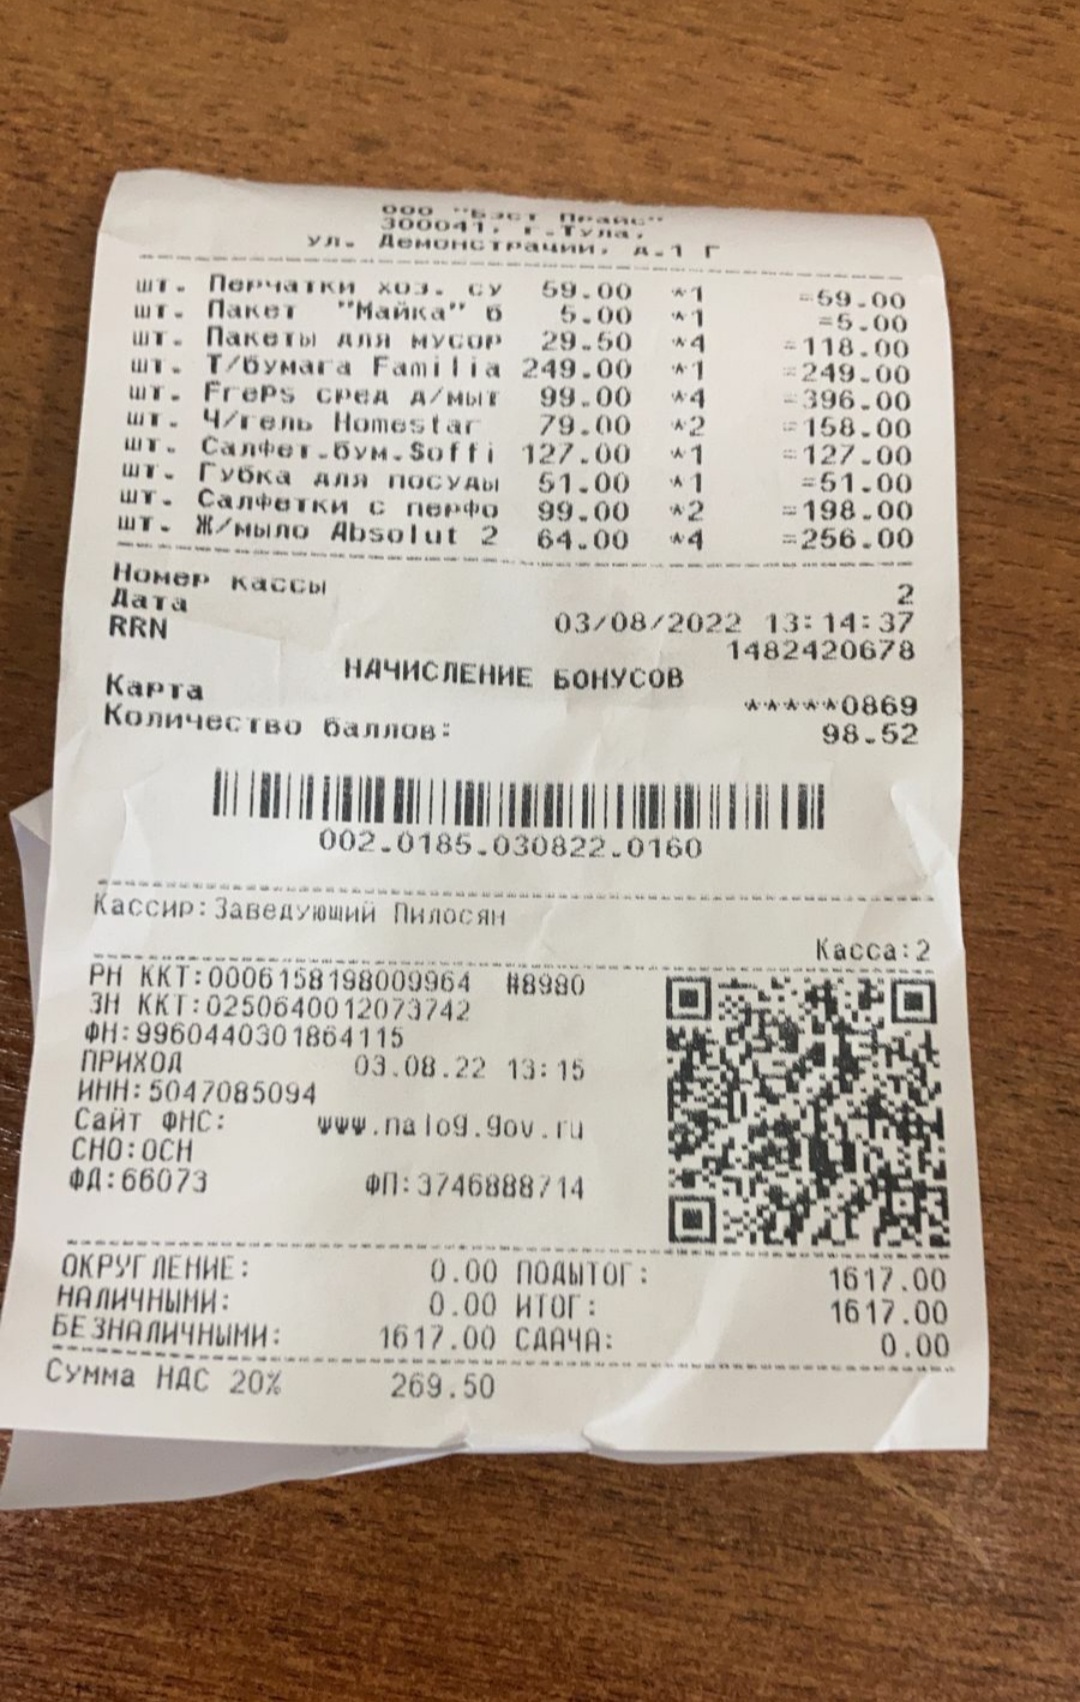 ООО "Бэст Прайс"
300041, г.Тула,
ул. Демонстрации, д.1 Г
шт. Перчатки хоз. су 59.00 *1 =59.00
шт. Пакет "Майка" б 5.00 *1 =5.00
шт. Пакеты для мусор 29.50 *4 =118.00
шт. Т/бумага Familia 249.00 *1 =249.00
шт. Freps сред д/мыт 99.00 *4 =396.00
шт. Ч/гель Homestar 79.00 *2 =158.00
шт. Салфет.бум.Soffi 127.00 *1 =127.00
шт. Губка для посуды 51.00 *1 =51.00
шт. Салфетки с перфо 99.00 *2 =198.00
шт. Ж/мыло Absolut 2 64.00 *4 =256.00
Номер кассы 2
Дата 03/08/2022 13:14:37
RRN 1482420678
НАЧИСЛЕНИЕ БОНУСОВ
Карта *****0869
Количество баллов: 98.52
002.0185.030822.0160
Кассир:Заведующий Пилосян
Касса:2
РН ККТ:0006158198009964 #8980
ЗН ККТ:0250640012073742
ФН:9960440301864115
ПРИХОД 03.08.22 13:15
ИНН:5047085094
Сайт ФНС: www.nalog.gov.ru
СНО:ОСН
ФД:66073 ФП:3746888714
ОКРУГЛЕНИЕ: 0.00 ПОДЫТОГ: 1617.00
НАЛИЧНЫМИ: 0.00 ИТОГ: 1617.00
БЕЗНАЛИЧНЫМИ: 1617.00 СДАЧА: 0.00
Сумма НДС 20% 269.50